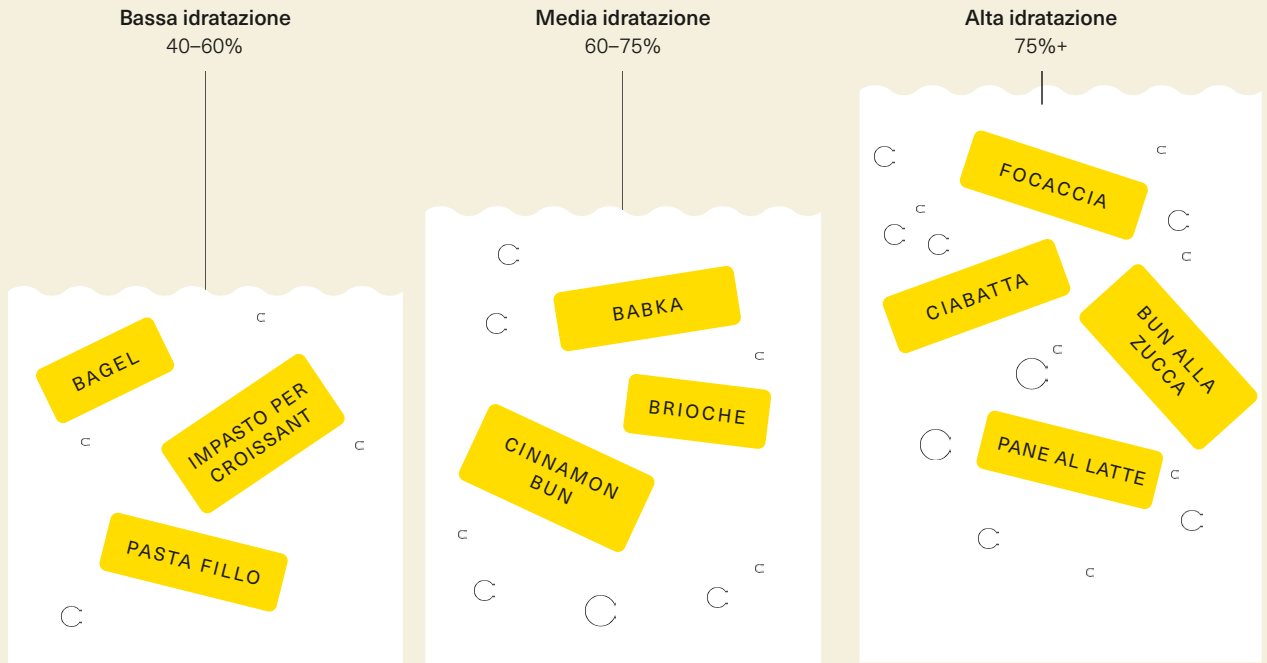 Bassa idratazione
40–60%
BAGEL
IMPASTO PER
CROISSANT
PASTA FILLO
Media idratazione
60–75%
BABKA
BRIOCHE
CINNAMON
BUN
Alta idratazione
75%+
FOCACCIA
CIABATTA
BUN ALLA
ZUCCA
PANE AL LATTE